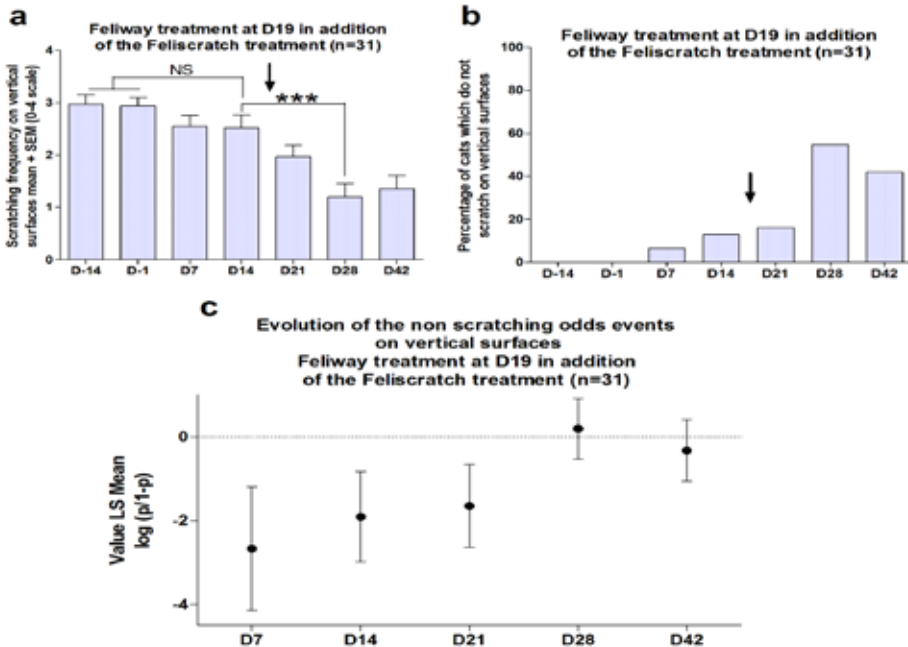 a
Feliway treatment at D19 in addition
of the Feliscratch treatment (n=31)
Scratching frequency on vertical
surfaces mean + SEM (0-4 scale)
4
3
2
1
0
NS
***
D-14 D-1 D7 D14 D21 D28 D42
b
Feliway treatment at D19 in addition
of the Feliscratch treatment (n=31)
Percentage of cats which do not
scratch on vertical surfaces
100
80
60
40
20
0
D-14 D-1 D7 D14 D21 D28 D42
c
Evolution of the non scratching odds events
on vertical surfaces
Feliway treatment at D19 in addition
of the Feliscratch treatment (n=31)
Value LS Mean
log (p/1-p)
0
-2
-4
D7 D14 D21 D28 D42